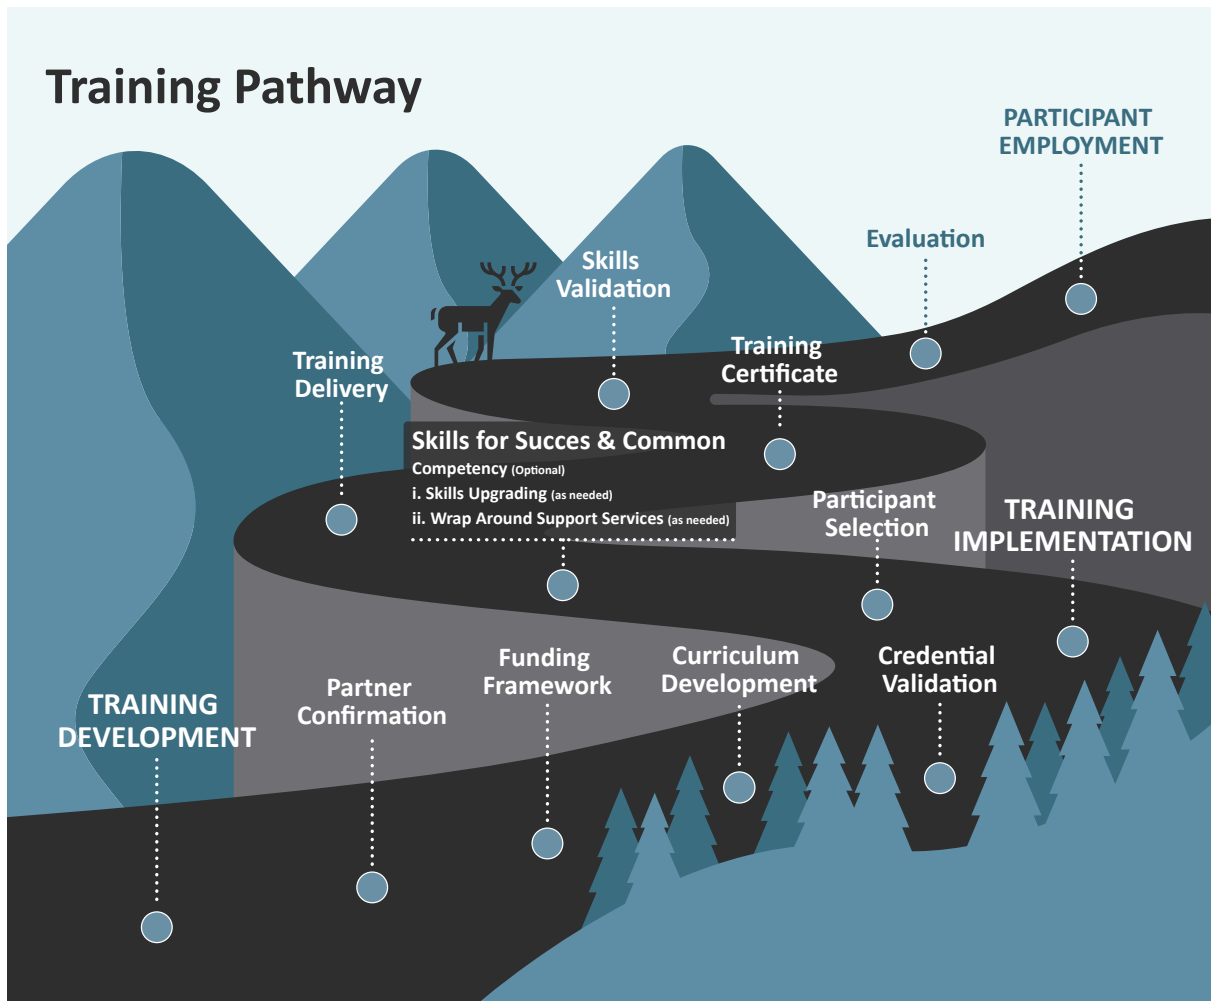 Training Pathway
PARTICIPANT
EMPLOYMENT
Evaluation
Skills
Validation
Training
Certificate
Training
Delivery
Skills for Succes & Common
Competency (Optional)
i. Skills Upgrading (as needed)
ii. Wrap Around Support Services (as needed)
Participant
Selection
TRAINING
IMPLEMENTATION
Funding
Framework
Curriculum
Development
Credential
Validation
Partner
Confirmation
TRAINING
DEVELOPMENT